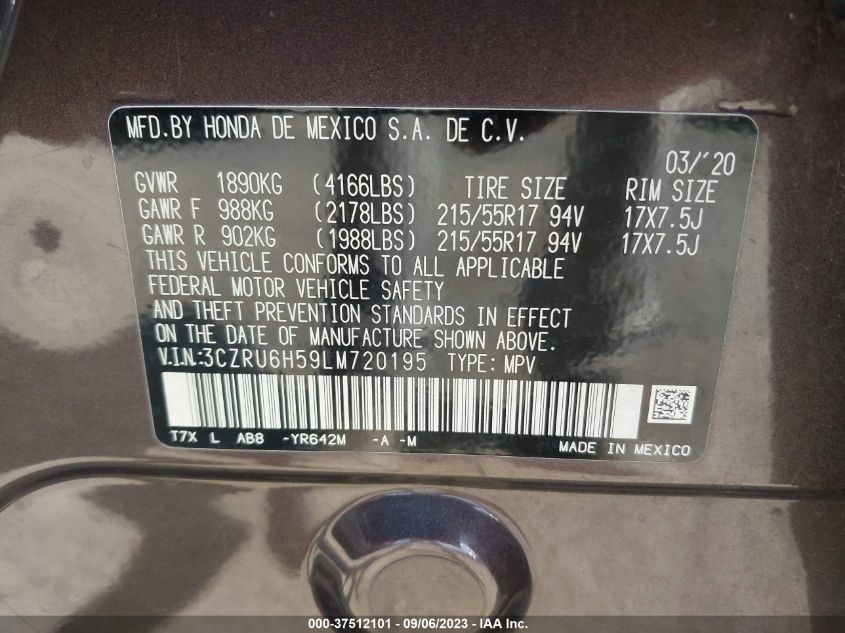 MFD.BY HONDA DE MEXICO S.A. DE C.V.
03/'20
GVWR 1890KG (4166LBS) TIRE SIZE RIM SIZE
GAWR F 988KG (2178LBS) 215/55R17 94V 17X7.5J
GAWR R 902KG (1988LBS) 215/55R17 94V 17X7.5J
THIS VEHICLE CONFORMS TO ALL APPLICABLE
FEDERAL MOTOR VEHICLE SAFETY
AND THEFT PREVENTION STANDARDS IN EFFECT
ON THE DATE OF MANUFACTURE SHOWN ABOVE.
V.I.N.:3CZRU6H59LM720195 TYPE: MPV
T7X L AB8 -YR642M -A -M
MADE IN MEXICO
000-37512101 - 09/06/2023 - IAA Inc.